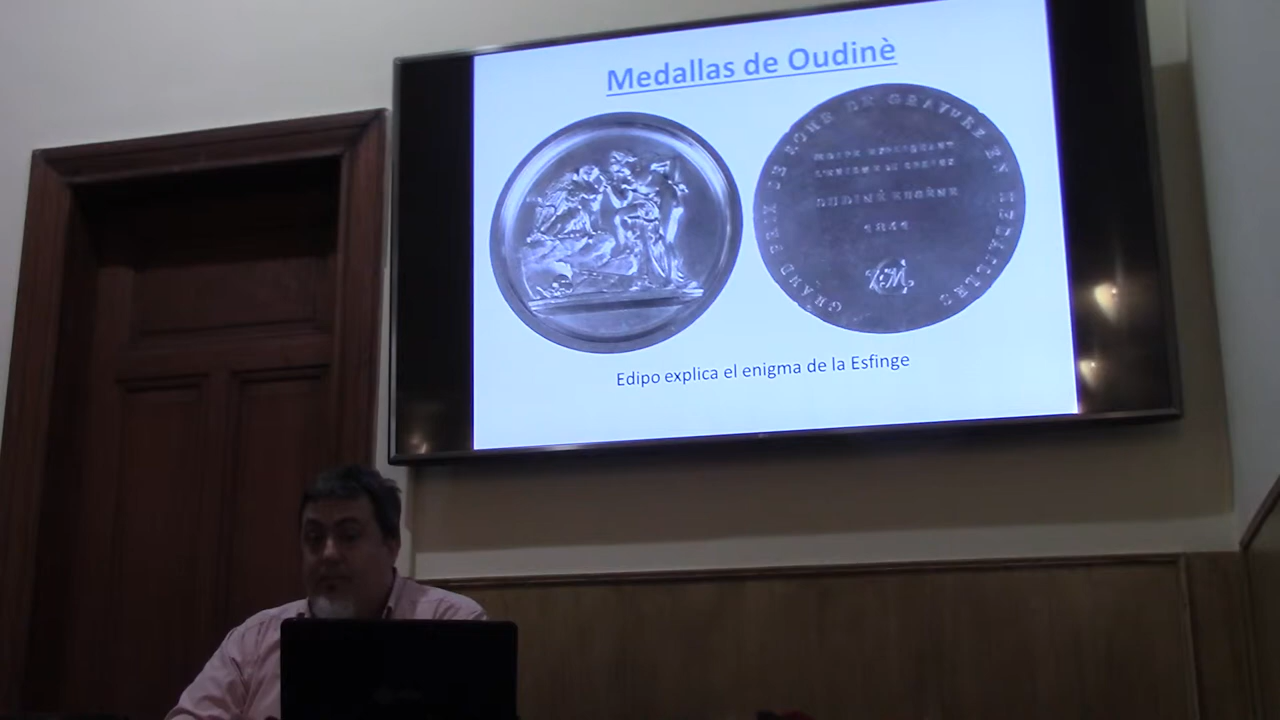 Medallas de Oudinè
GRAND PRIX DE ROME DE GRAVURE EN MEDAILLES
OUDINÉ EUGÈNE
Edipo explica el enigma de la Esfinge